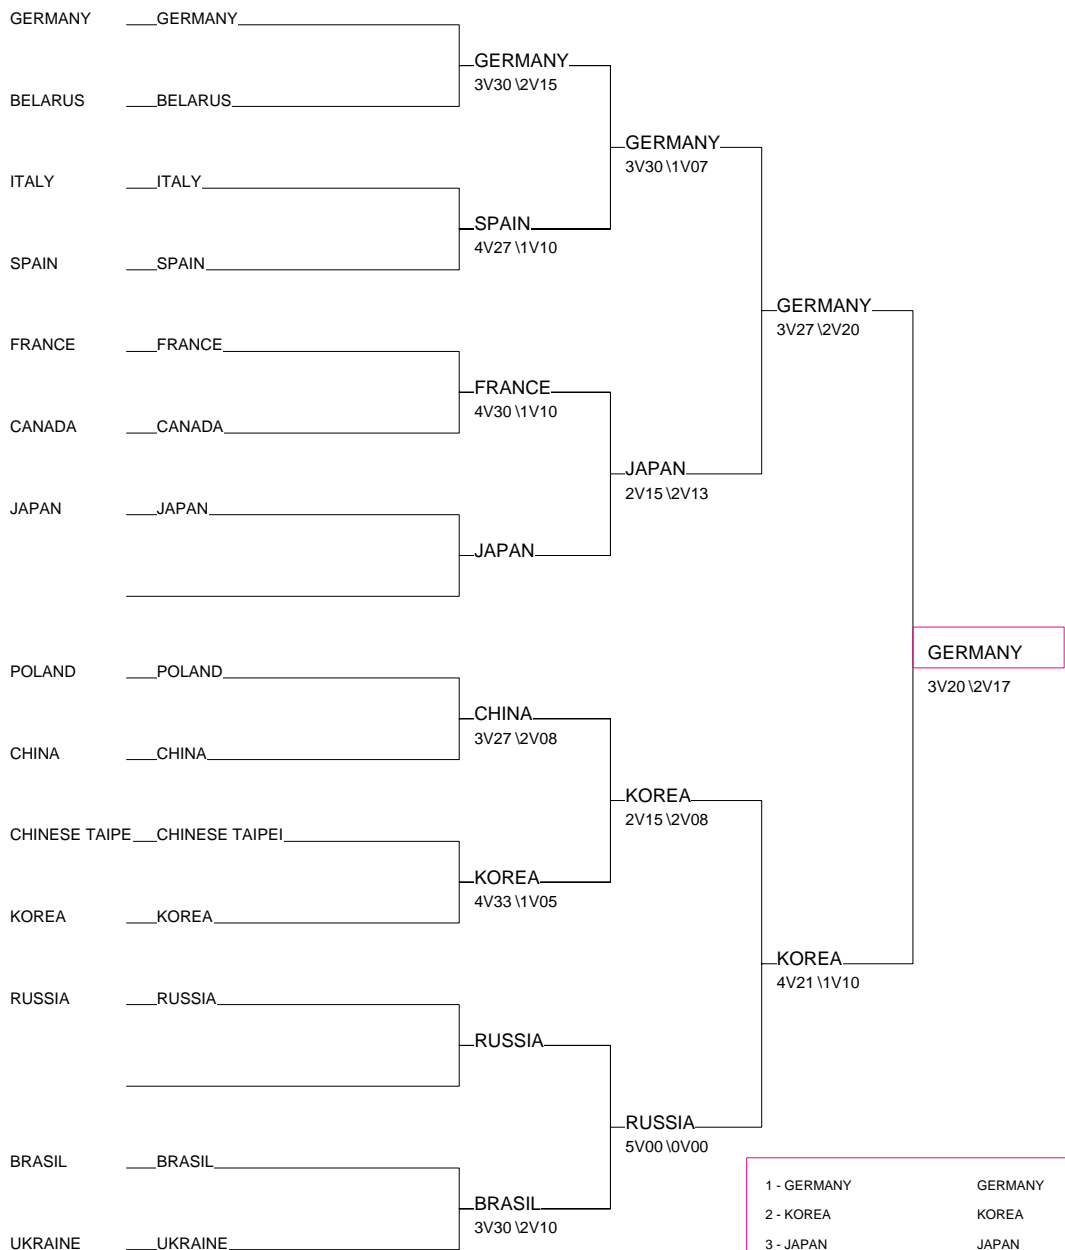 GERMANY GERMANY
GERMANY
3V30 \2V15
BELARUS BELARUS
GERMANY
3V30 \1V07
ITALY ITALY
SPAIN
4V27 \1V10
SPAIN SPAIN
GERMANY
3V27 \2V20
FRANCE FRANCE
FRANCE
4V30 \1V10
CANADA CANADA
JAPAN
2V15 \2V13
JAPAN JAPAN
JAPAN
GERMANY
3V20 \2V17
POLAND POLAND
CHINA
3V27 \2V08
CHINA CHINA
KOREA
2V15 \2V08
CHINESE TAIPE CHINESE TAIPEI
KOREA
4V33 \1V05
KOREA KOREA
KOREA
4V21 \1V10
RUSSIA RUSSIA
RUSSIA
RUSSIA
5V00 \0V00
BRASIL BRASIL
BRASIL
3V30 \2V10
UKRAINE UKRAINE
1 - GERMANY GERMANY
2 - KOREA KOREA
3 - JAPAN JAPAN